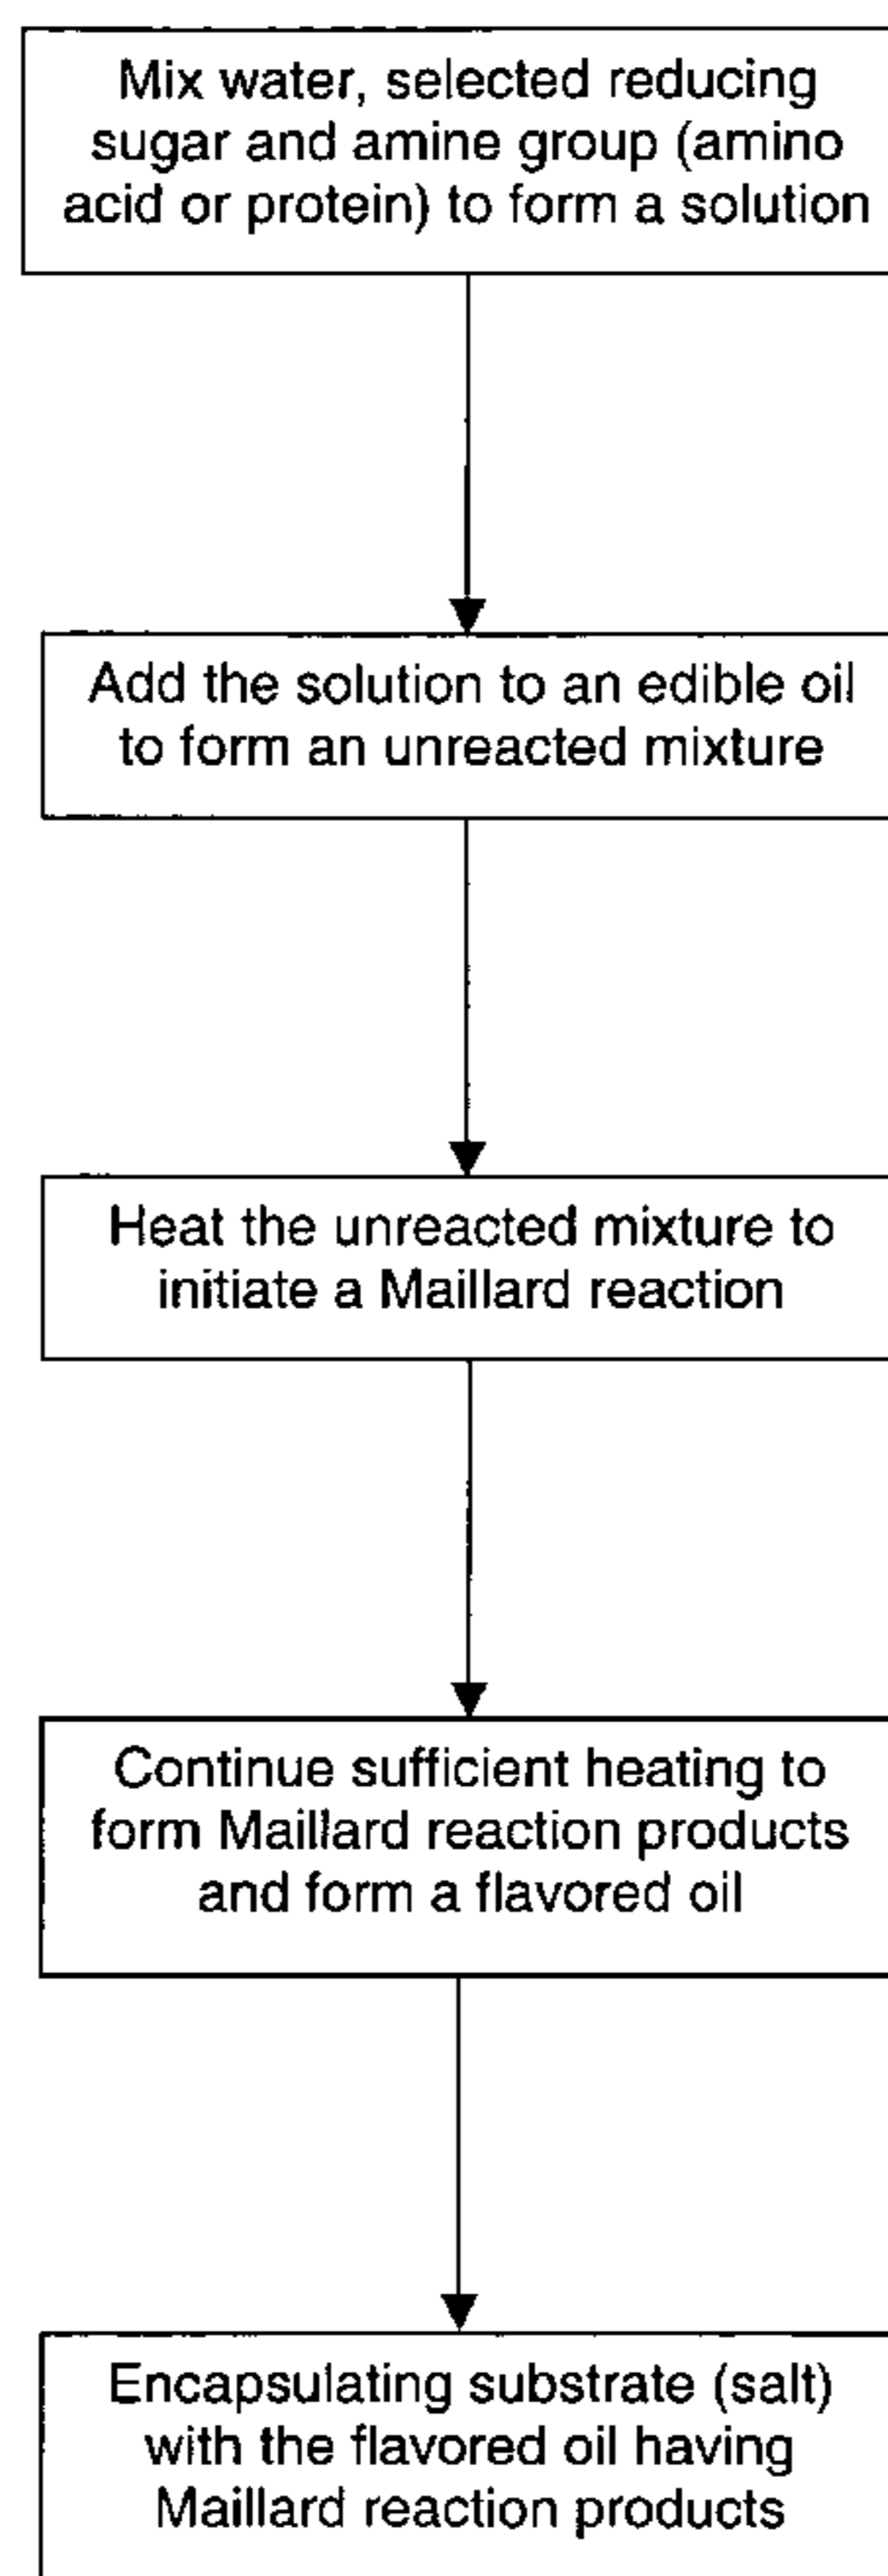 Mix water, selected reducing
sugar and amine group (amino
acid or protein) to form a solution
Add the solution to an edible oil
to form an unreacted mixture
Heat the unreacted mixture to
initiate a Maillard reaction
Continue sufficient heating to
form Maillard reaction products
and form a flavored oil
Encapsulating substrate (salt)
with the flavored oil having
Maillard reaction products